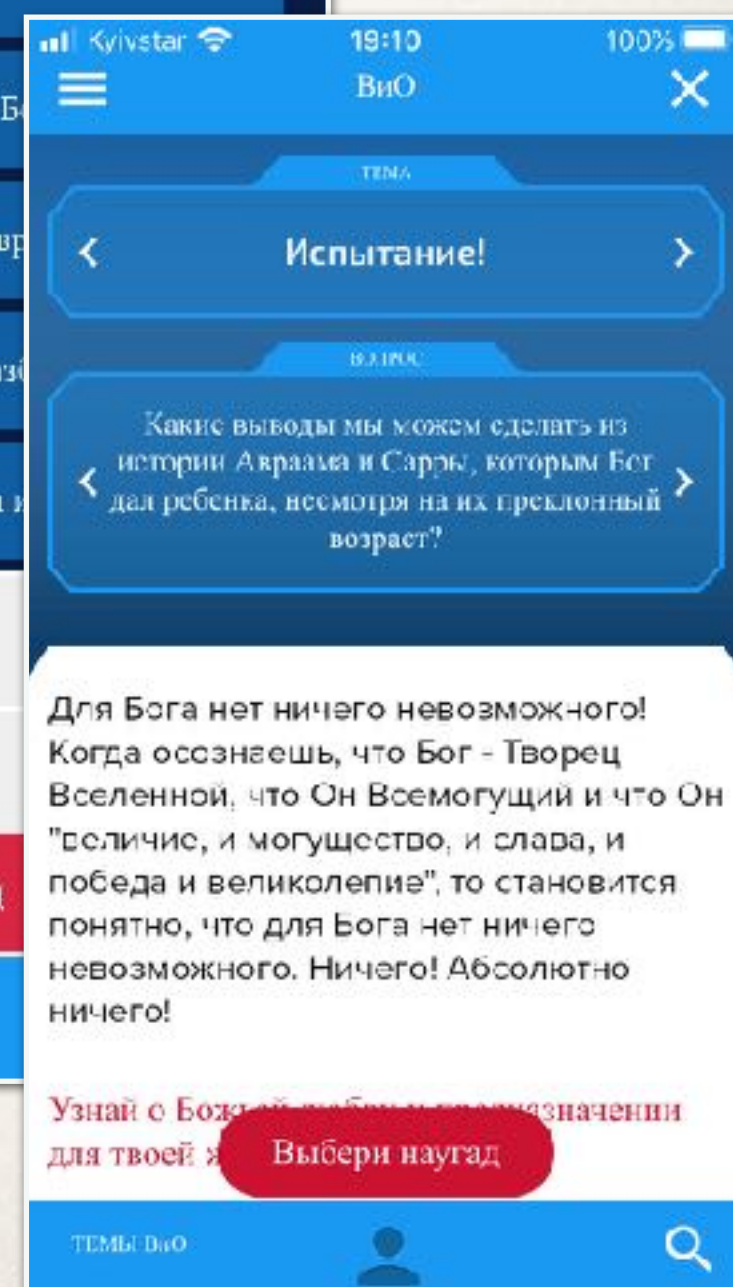 Kyivstar 19:10 100%
ВиО
ТЕМА
Испытание!
ВОПРОС
Какие выводы мы можем сделать из
истории Авраама и Сарры, которым Бог
дал ребенка, несмотря на их преклонный
возраст?
Для Бога нет ничего невозможного!
Когда осознаешь, что Бог - Творец
Вселенной, что Он Всемогущий и что Он
"величие, и могущество, и слава, и
победа и великолепие", то становится
понятно, что для Бога нет ничего
невозможного. Ничего! Абсолютно
ничего!
Узнай о Божьей любви и предназначении
для твоей
Выбери наугад
ТЕМЫ ВиО